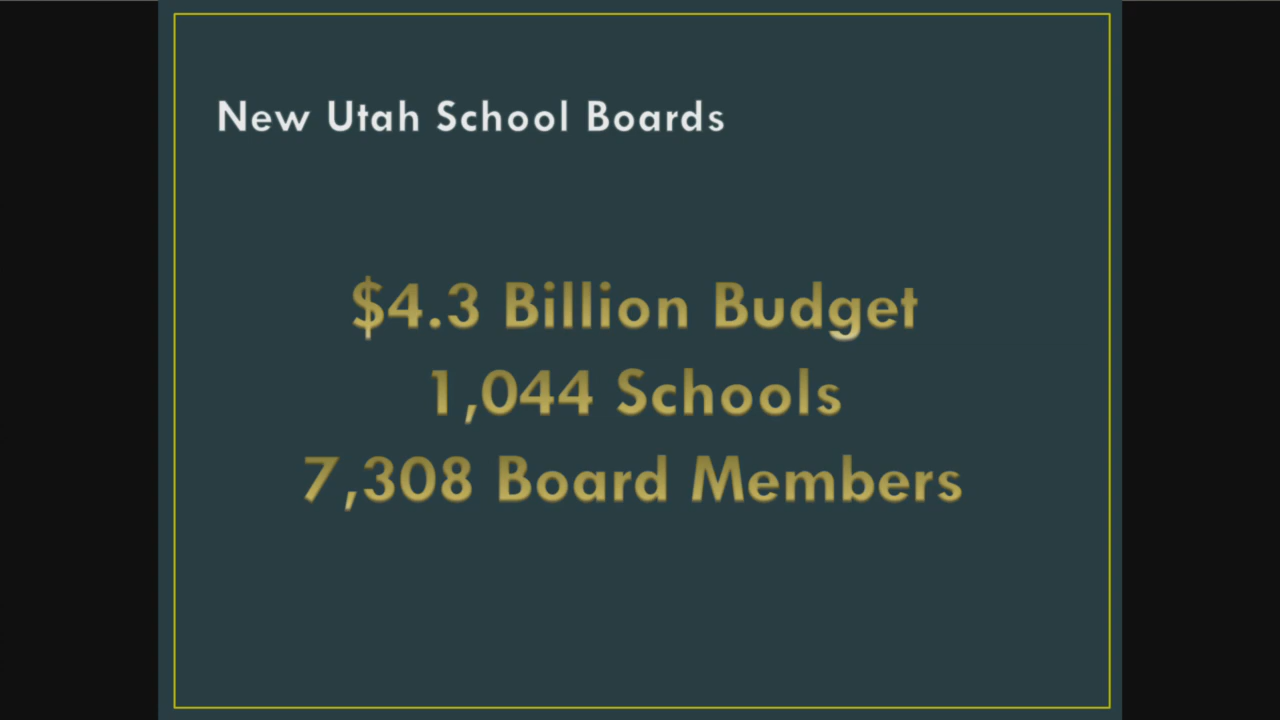 New Utah School Boards
$4.3 Billion Budget
1,044 Schools
7,308 Board Members